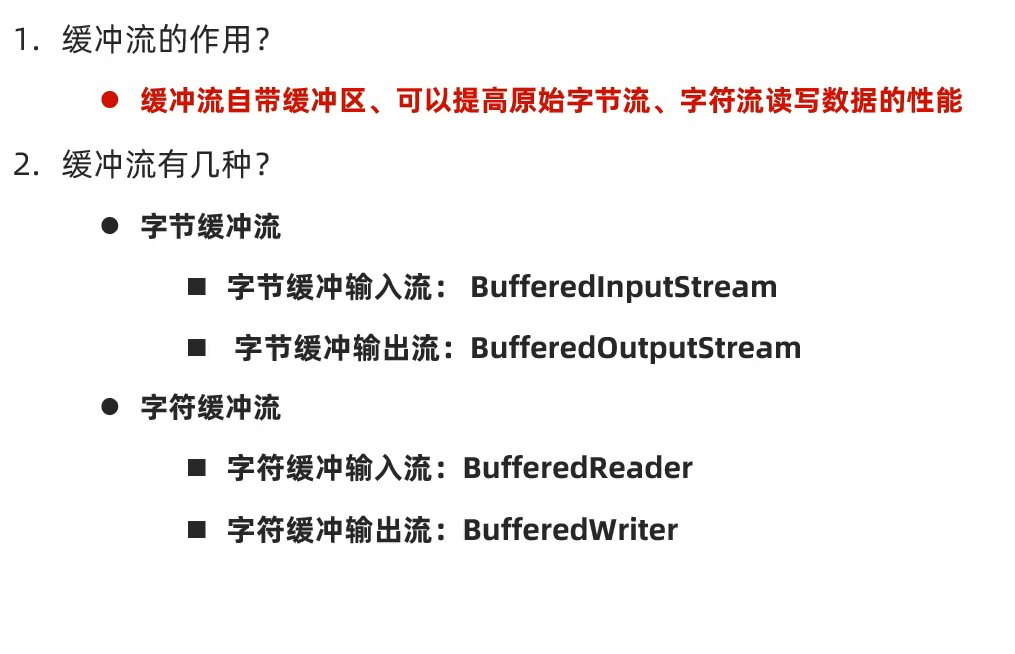 1. 缓冲流的作用？
● 缓冲流自带缓冲区、可以提高原始字节流、字符流读写数据的性能
2. 缓冲流有几种？
● 字节缓冲流
■ 字节缓冲输入流： BufferedInputStream
■ 字节缓冲输出流：BufferedOutputStream
● 字符缓冲流
■ 字符缓冲输入流：BufferedReader
■ 字符缓冲输出流：BufferedWriter